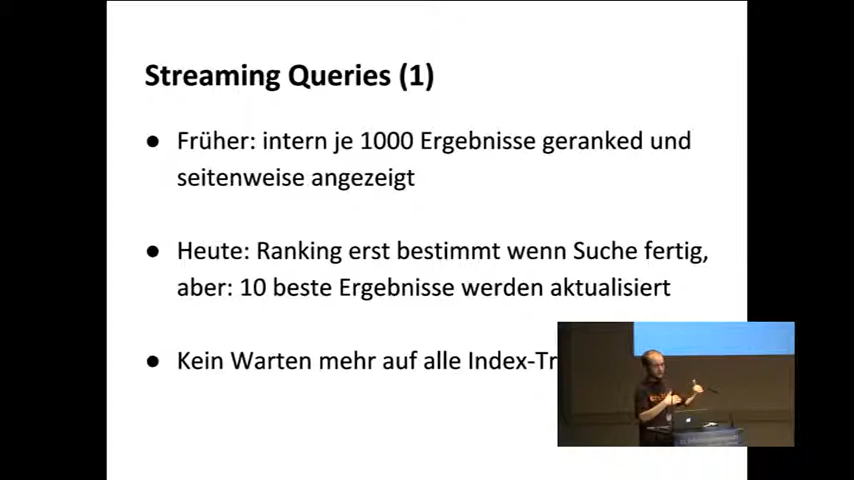 Streaming Queries (1)
● Früher: intern je 1000 Ergebnisse geranked und
seitenweise angezeigt
● Heute: Ranking erst bestimmt wenn Suche fertig,
aber: 10 beste Ergebnisse werden aktualisiert
● Kein Warten mehr auf alle